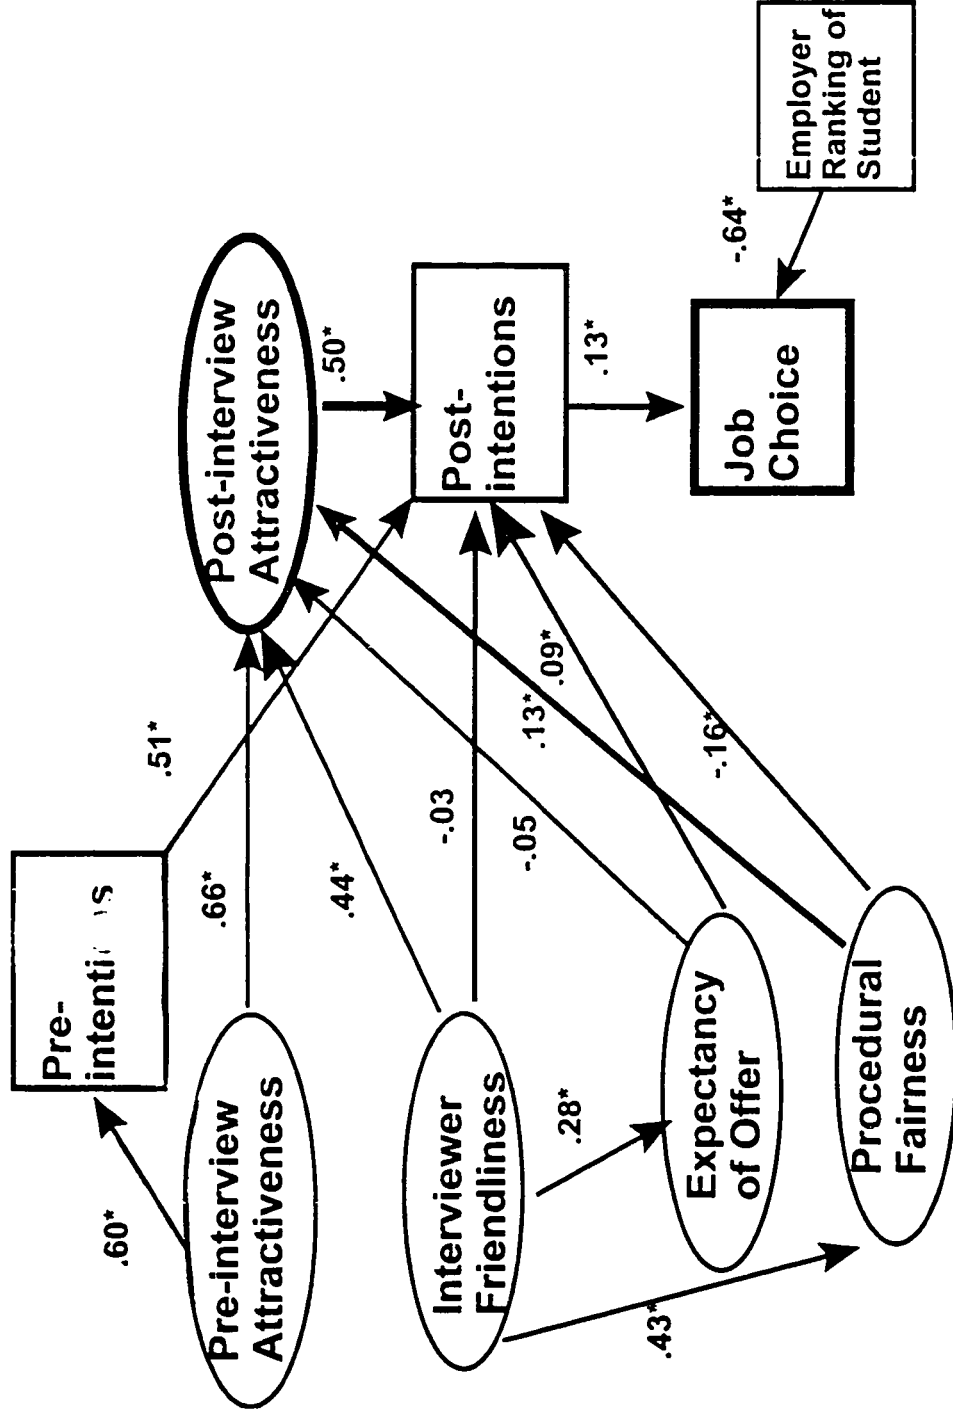 Pre-
.60*
Pre-interview
Attractiveness
.51*
.66*
Post-interview
Attractiveness
.44*
.50*
Interviewer
Friendliness
-.03
Post-
intentions
-.05
.13*
.09*
.28*
.13*
Expectancy
of Offer
-.16*
.43*
Procedural
Fairness
Job
Choice
-.64*
Employer
Ranking of
Student